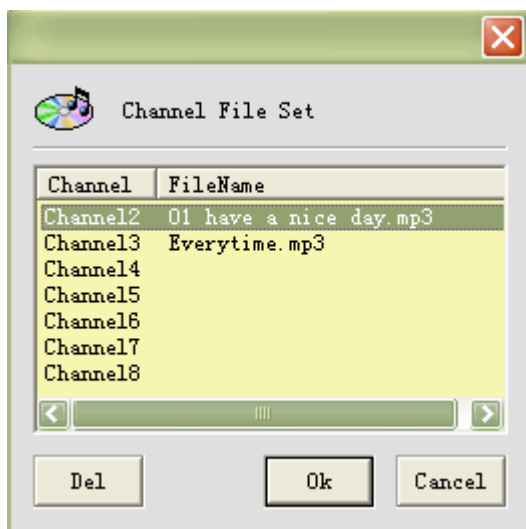 Channel File Set
Channel FileName
Channel2 01 have a nice day.mp3
Channel3 Everytime.mp3
Channel4
Channel5
Channel6
Channel7
Channel8
Del Ok Cancel